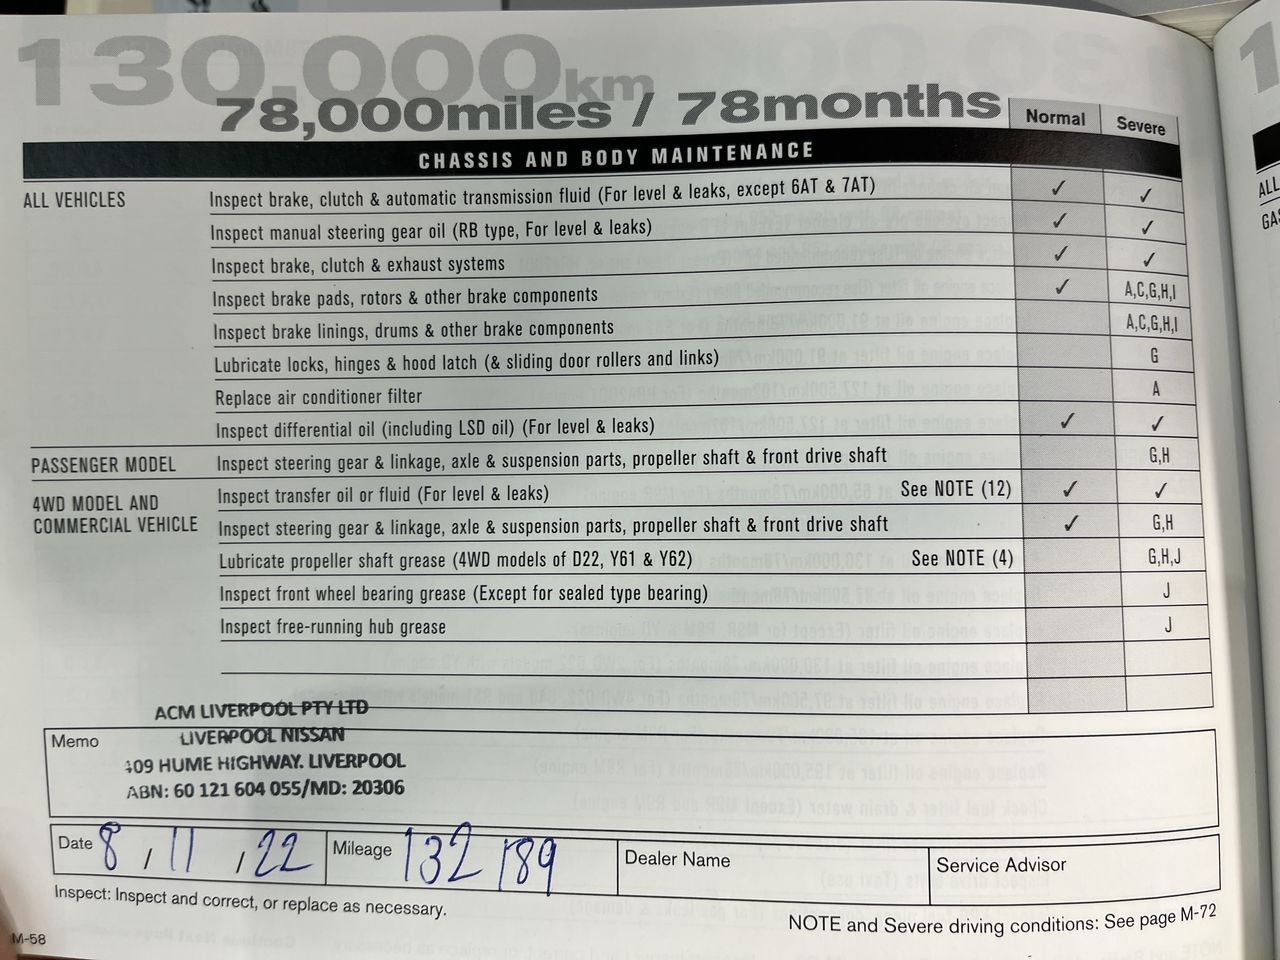 130,000km
78,000miles / 78months
Normal Severe
CHASSIS AND BODY MAINTENANCE
ALL VEHICLES Inspect brake, clutch & automatic transmission fluid (For level & leaks, except 6AT & 7AT) ✓ ✓
Inspect manual steering gear oil (RB type, For level & leaks) ✓ ✓
Inspect brake, clutch & exhaust systems ✓ ✓
Inspect brake pads, rotors & other brake components ✓ A,C,G,H,I
Inspect brake linings, drums & other brake components A,C,G,H,I
Lubricate locks, hinges & hood latch (& sliding door rollers and links) G
Replace air conditioner filter A
Inspect differential oil (including LSD oil) (For level & leaks) ✓ ✓
PASSENGER MODEL Inspect steering gear & linkage, axle & suspension parts, propeller shaft & front drive shaft G,H
4WD MODEL AND
COMMERCIAL VEHICLE
Inspect transfer oil or fluid (For level & leaks) See NOTE (12) ✓ ✓
Inspect steering gear & linkage, axle & suspension parts, propeller shaft & front drive shaft ✓ G,H
Lubricate propeller shaft grease (4WD models of D22, Y61 & Y62) See NOTE (4) G,H,J
Inspect front wheel bearing grease (Except for sealed type bearing) J
Inspect free-running hub grease J
Memo
ACM LIVERPOOL PTY LTD
LIVERPOOL NISSAN
409 HUME HIGHWAY. LIVERPOOL
ABN: 60 121 604 055/MD: 20306
Date 8 / 11 / 22 Mileage 132 189 Dealer Name Service Advisor
Inspect: Inspect and correct, or replace as necessary.
NOTE and Severe driving conditions: See page M-72
M-58